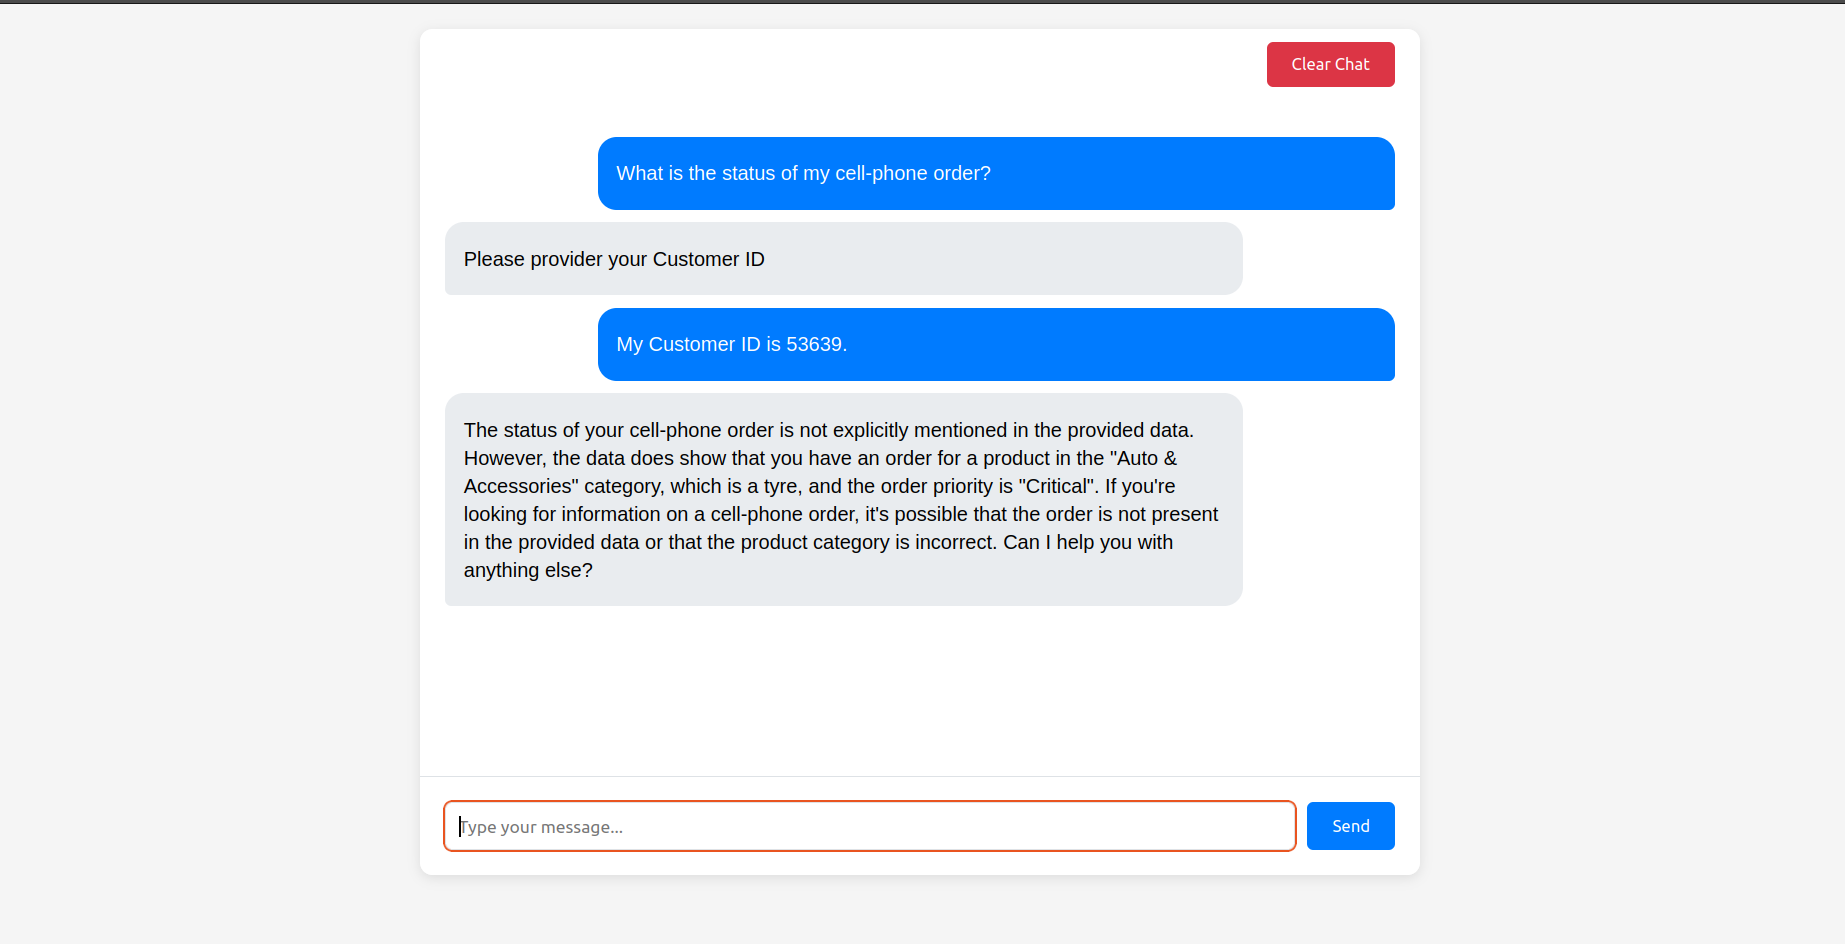 Clear Chat
What is the status of my cell-phone order?
Please provider your Customer ID
My Customer ID is 53639.
The status of your cell-phone order is not explicitly mentioned in the provided data.
However, the data does show that you have an order for a product in the "Auto &
Accessories" category, which is a tyre, and the order priority is "Critical". If you're
looking for information on a cell-phone order, it's possible that the order is not present
in the provided data or that the product category is incorrect. Can I help you with
anything else?
Type your message...
Send